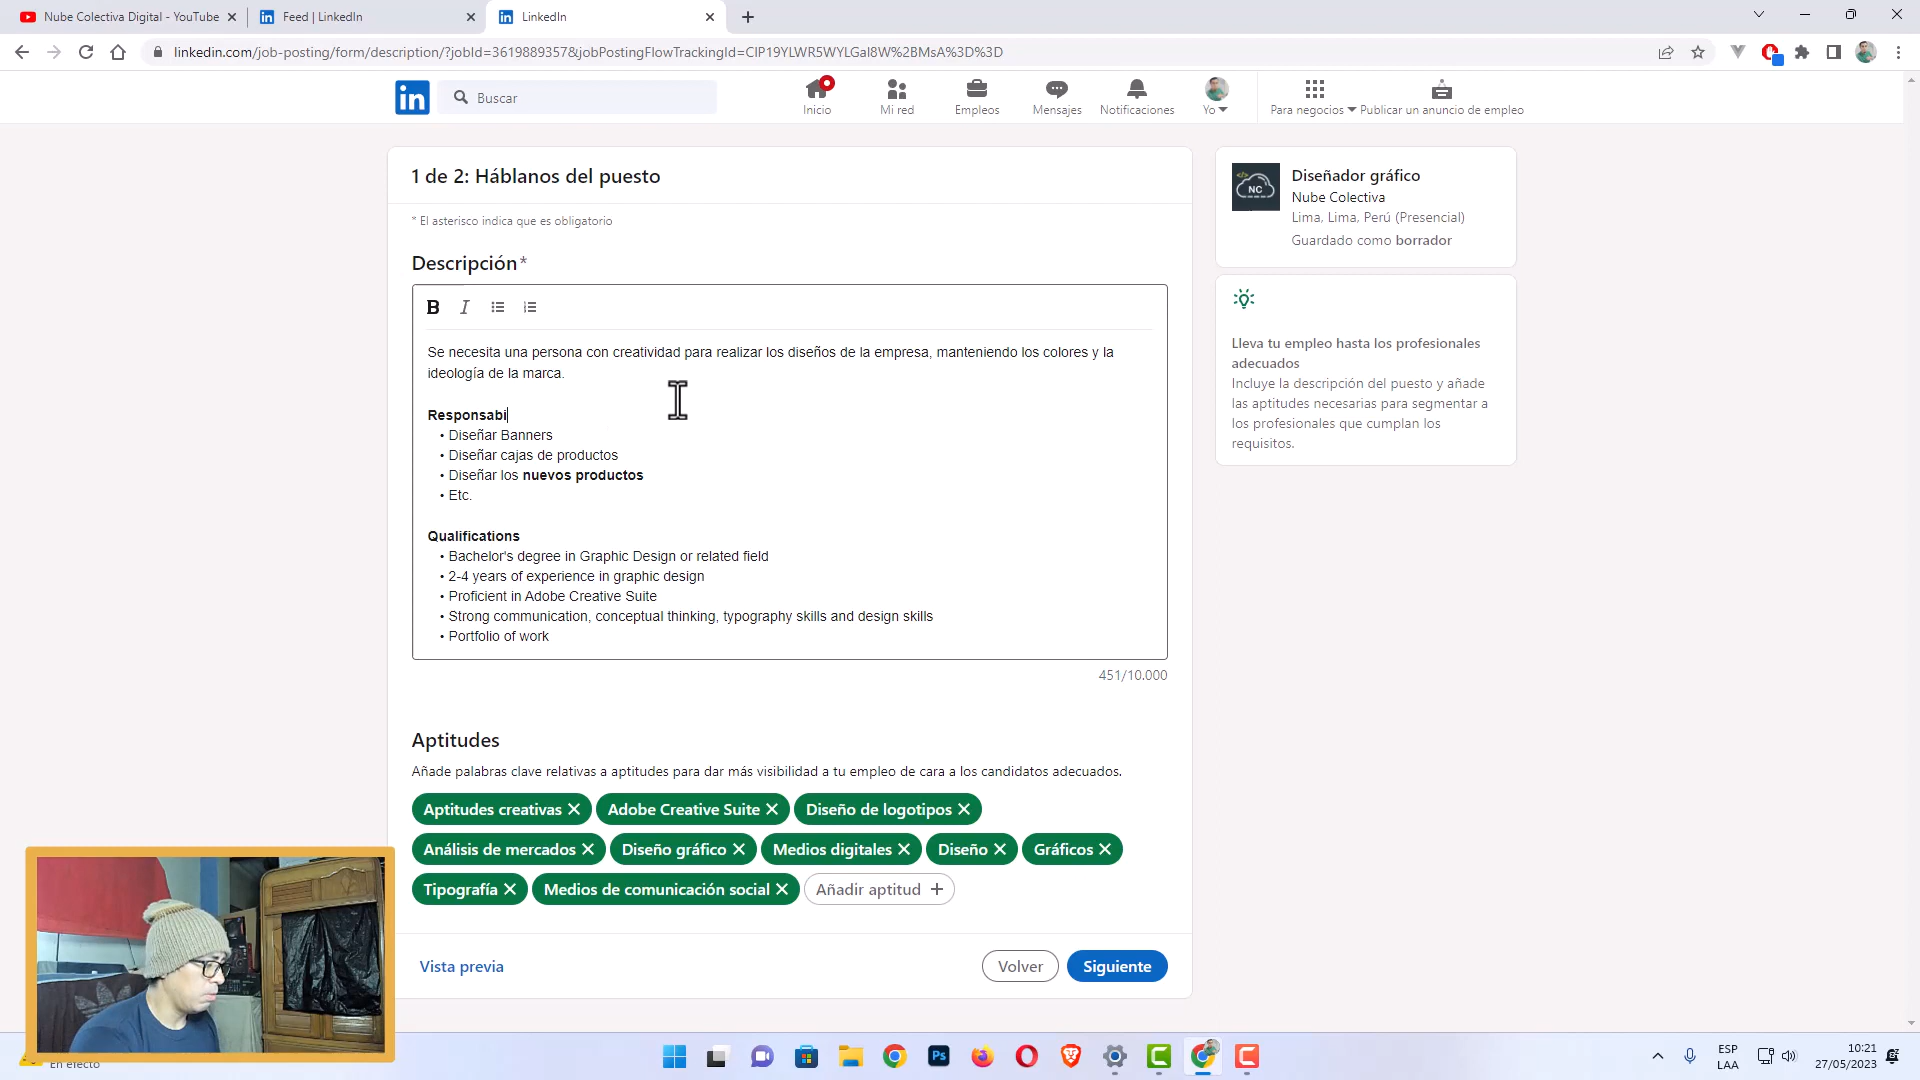 Nube Colectiva Digital - YouTube
Feed | LinkedIn
LinkedIn
linkedin.com/job-posting/form/description/?jobId=3619889357&jobPostingFlowTrackingId=CIP19YLWR5WYLGal8W%2BMsA%3D%3D
in
Buscar
Inicio
Mi red
Empleos
Mensajes
Notificaciones
Yo
Para negocios
Publicar un anuncio de empleo
1 de 2: Háblanos del puesto
* El asterisco indica que es obligatorio
Descripción*
B I
Se necesita una persona con creatividad para realizar los diseños de la empresa, manteniendo los colores y la
ideología de la marca.
Responsabi
• Diseñar Banners
• Diseñar cajas de productos
• Diseñar los nuevos productos
• Etc.
Qualifications
• Bachelor's degree in Graphic Design or related field
• 2-4 years of experience in graphic design
• Proficient in Adobe Creative Suite
• Strong communication, conceptual thinking, typography skills and design skills
• Portfolio of work
451/10.000
Aptitudes
Añade palabras clave relativas a aptitudes para dar más visibilidad a tu empleo de cara a los candidatos adecuados.
Aptitudes creativas
Adobe Creative Suite
Diseño de logotipos
Análisis de mercados
Diseño gráfico
Medios digitales
Diseño
Gráficos
Tipografía
Medios de comunicación social
Añadir aptitud +
Vista previa
Volver
Siguiente
NC
Diseñador gráfico
Nube Colectiva
Lima, Lima, Perú (Presencial)
Guardado como borrador
Lleva tu empleo hasta los profesionales
adecuados
Incluye la descripción del puesto y añade
las aptitudes necesarias para segmentar a
los profesionales que cumplan los
requisitos.
En efecto
Ps
ESP
LAA
10:21
27/05/2023